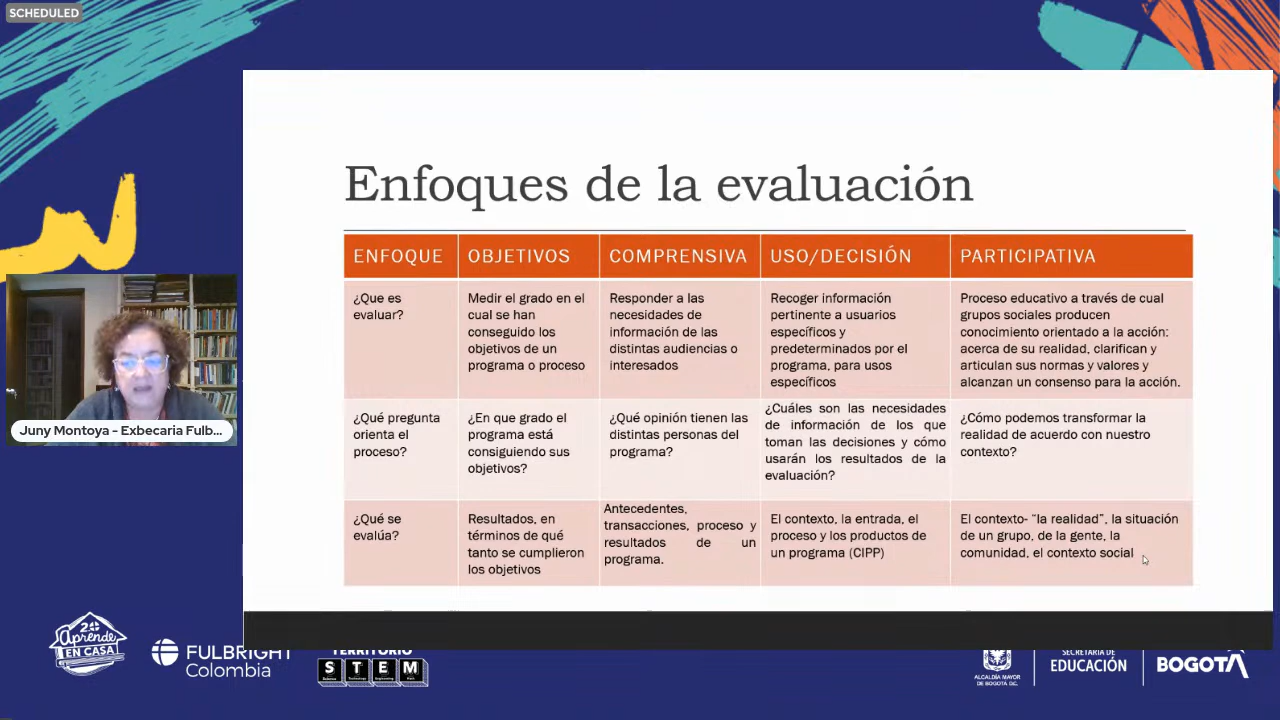 SCHEDULED
Enfoques de la evaluación
ENFOQUE
OBJETIVOS
COMPRENSIVA
USO/DECISIÓN
PARTICIPATIVA
¿Que es
evaluar?
Medir el grado en el
cual se han
conseguido los
objetivos de un
programa o proceso
Responder a las
necesidades de
información de las
distintas audiencias o
interesados
Recoger información
pertinente a usuarios
específicos y
predeterminados por el
programa, para usos
específicos
Proceso educativo a través de cual
grupos sociales producen
conocimiento orientado a la acción:
acerca de su realidad, clarifican y
articulan sus normas y valores y
alcanzan un consenso para la acción.
¿Qué pregunta
orienta el
proceso?
¿En que grado el
programa está
consiguiendo sus
objetivos?
¿Qué opinión tienen las
distintas personas del
programa?
¿Cuáles son las necesidades
de información de los que
toman las decisiones y cómo
usarán los resultados de la
evaluación?
¿Cómo podemos transformar la
realidad de acuerdo con nuestro
contexto?
¿Qué se
evalúa?
Resultados, en
términos de qué
tanto se cumplieron
los objetivos
Antecedentes,
transacciones, proceso y
resultados de un
programa.
El contexto, la entrada, el
proceso y los productos de
un programa (CIPP)
El contexto- “la realidad”, la situación
de un grupo, de la gente, la
comunidad, el contexto social
Juny Montoya - Exbecaria Fulb...
Aprende
EN CASA
FULBRIGHT
Colombia
TERRITORIO
STEM
ALCALDÍA MAYOR
DE BOGOTÁ D.C.
SECRETARÍA DE
EDUCACIÓN
BOGOTÁ